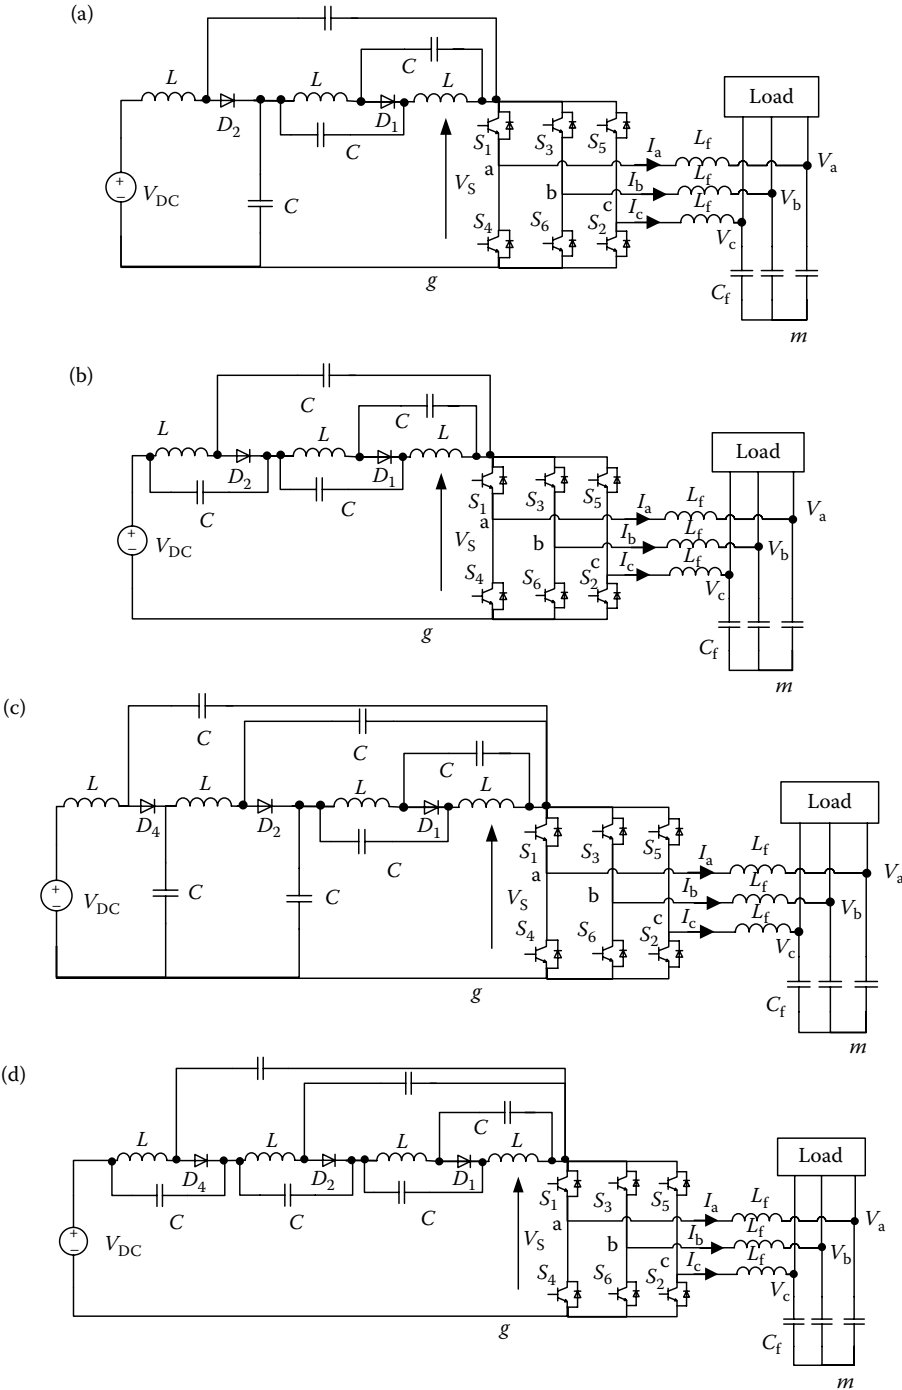 (a)
L
D2
L
C
D1
C
L
C
VDC
+
−
VS
g
S1
S3
S5
a
b
c
S4
S6
S2
Ia
Ib
Ic
Lf
Lf
Lf
Load
Va
Vb
Vc
Cf
m
(b)
C
L
D2
C
L
C
D1
C
L
VDC
+
−
VS
g
S1
S3
S5
a
b
c
S4
S6
S2
Ia
Ib
Ic
Lf
Lf
Lf
Load
Va
Vb
Vc
Cf
m
(c)
C
C
C
L
D4
L
D2
L
D1
L
C
C
C
VDC
+
−
VS
g
S1
S3
S5
a
b
c
S4
S6
S2
Ia
Ib
Ic
Lf
Lf
Lf
Load
Va
Vb
Vc
Cf
m
(d)
C
L
D4
C
L
D2
C
L
D1
C
L
VDC
+
−
VS
g
S1
S3
S5
a
b
c
S4
S6
S2
Ia
Ib
Ic
Lf
Lf
Lf
Load
Va
Vb
Vc
Cf
m